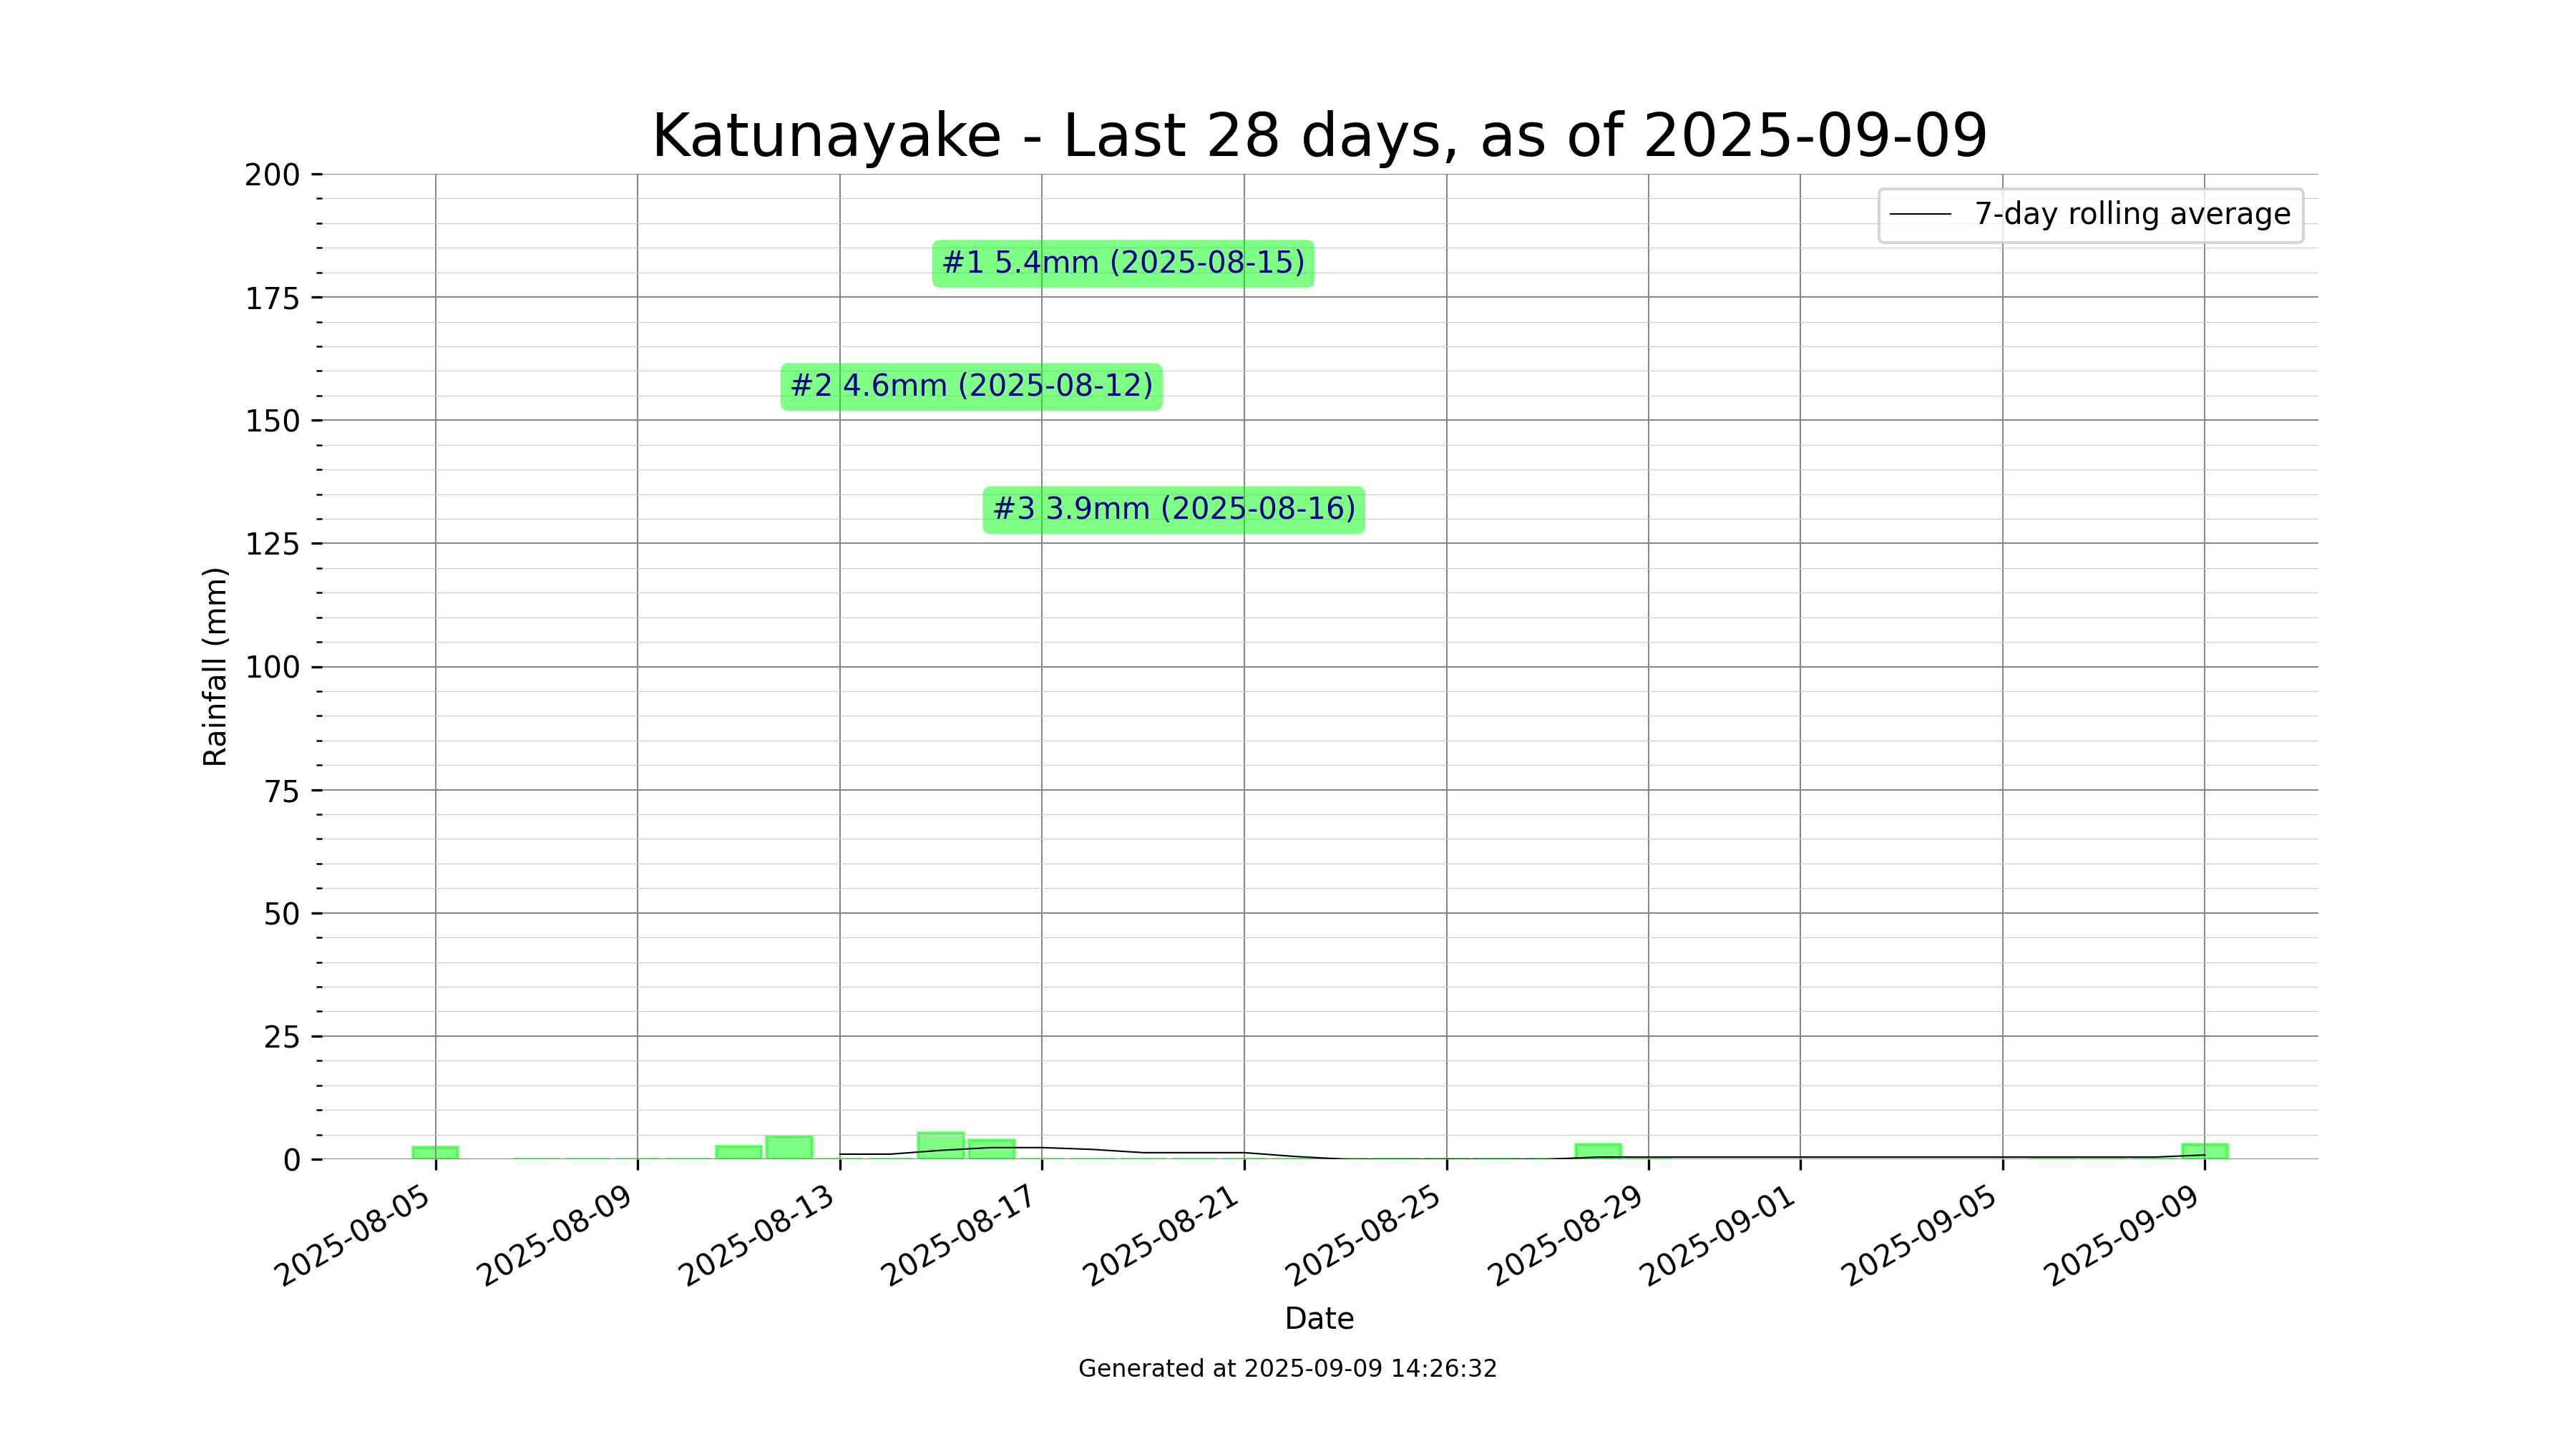 Katunayake - Last 28 days, as of 2025-09-09
200
175
150
125
100
75
50
25
0
Rainfall (mm)
7-day rolling average
#1 5.4mm (2025-08-15)
#2 4.6mm (2025-08-12)
#3 3.9mm (2025-08-16)
2025-08-05
2025-08-09
2025-08-13
2025-08-17
2025-08-21
2025-08-25
2025-08-29
2025-09-01
2025-09-05
2025-09-09
Date
Generated at 2025-09-09 14:26:32